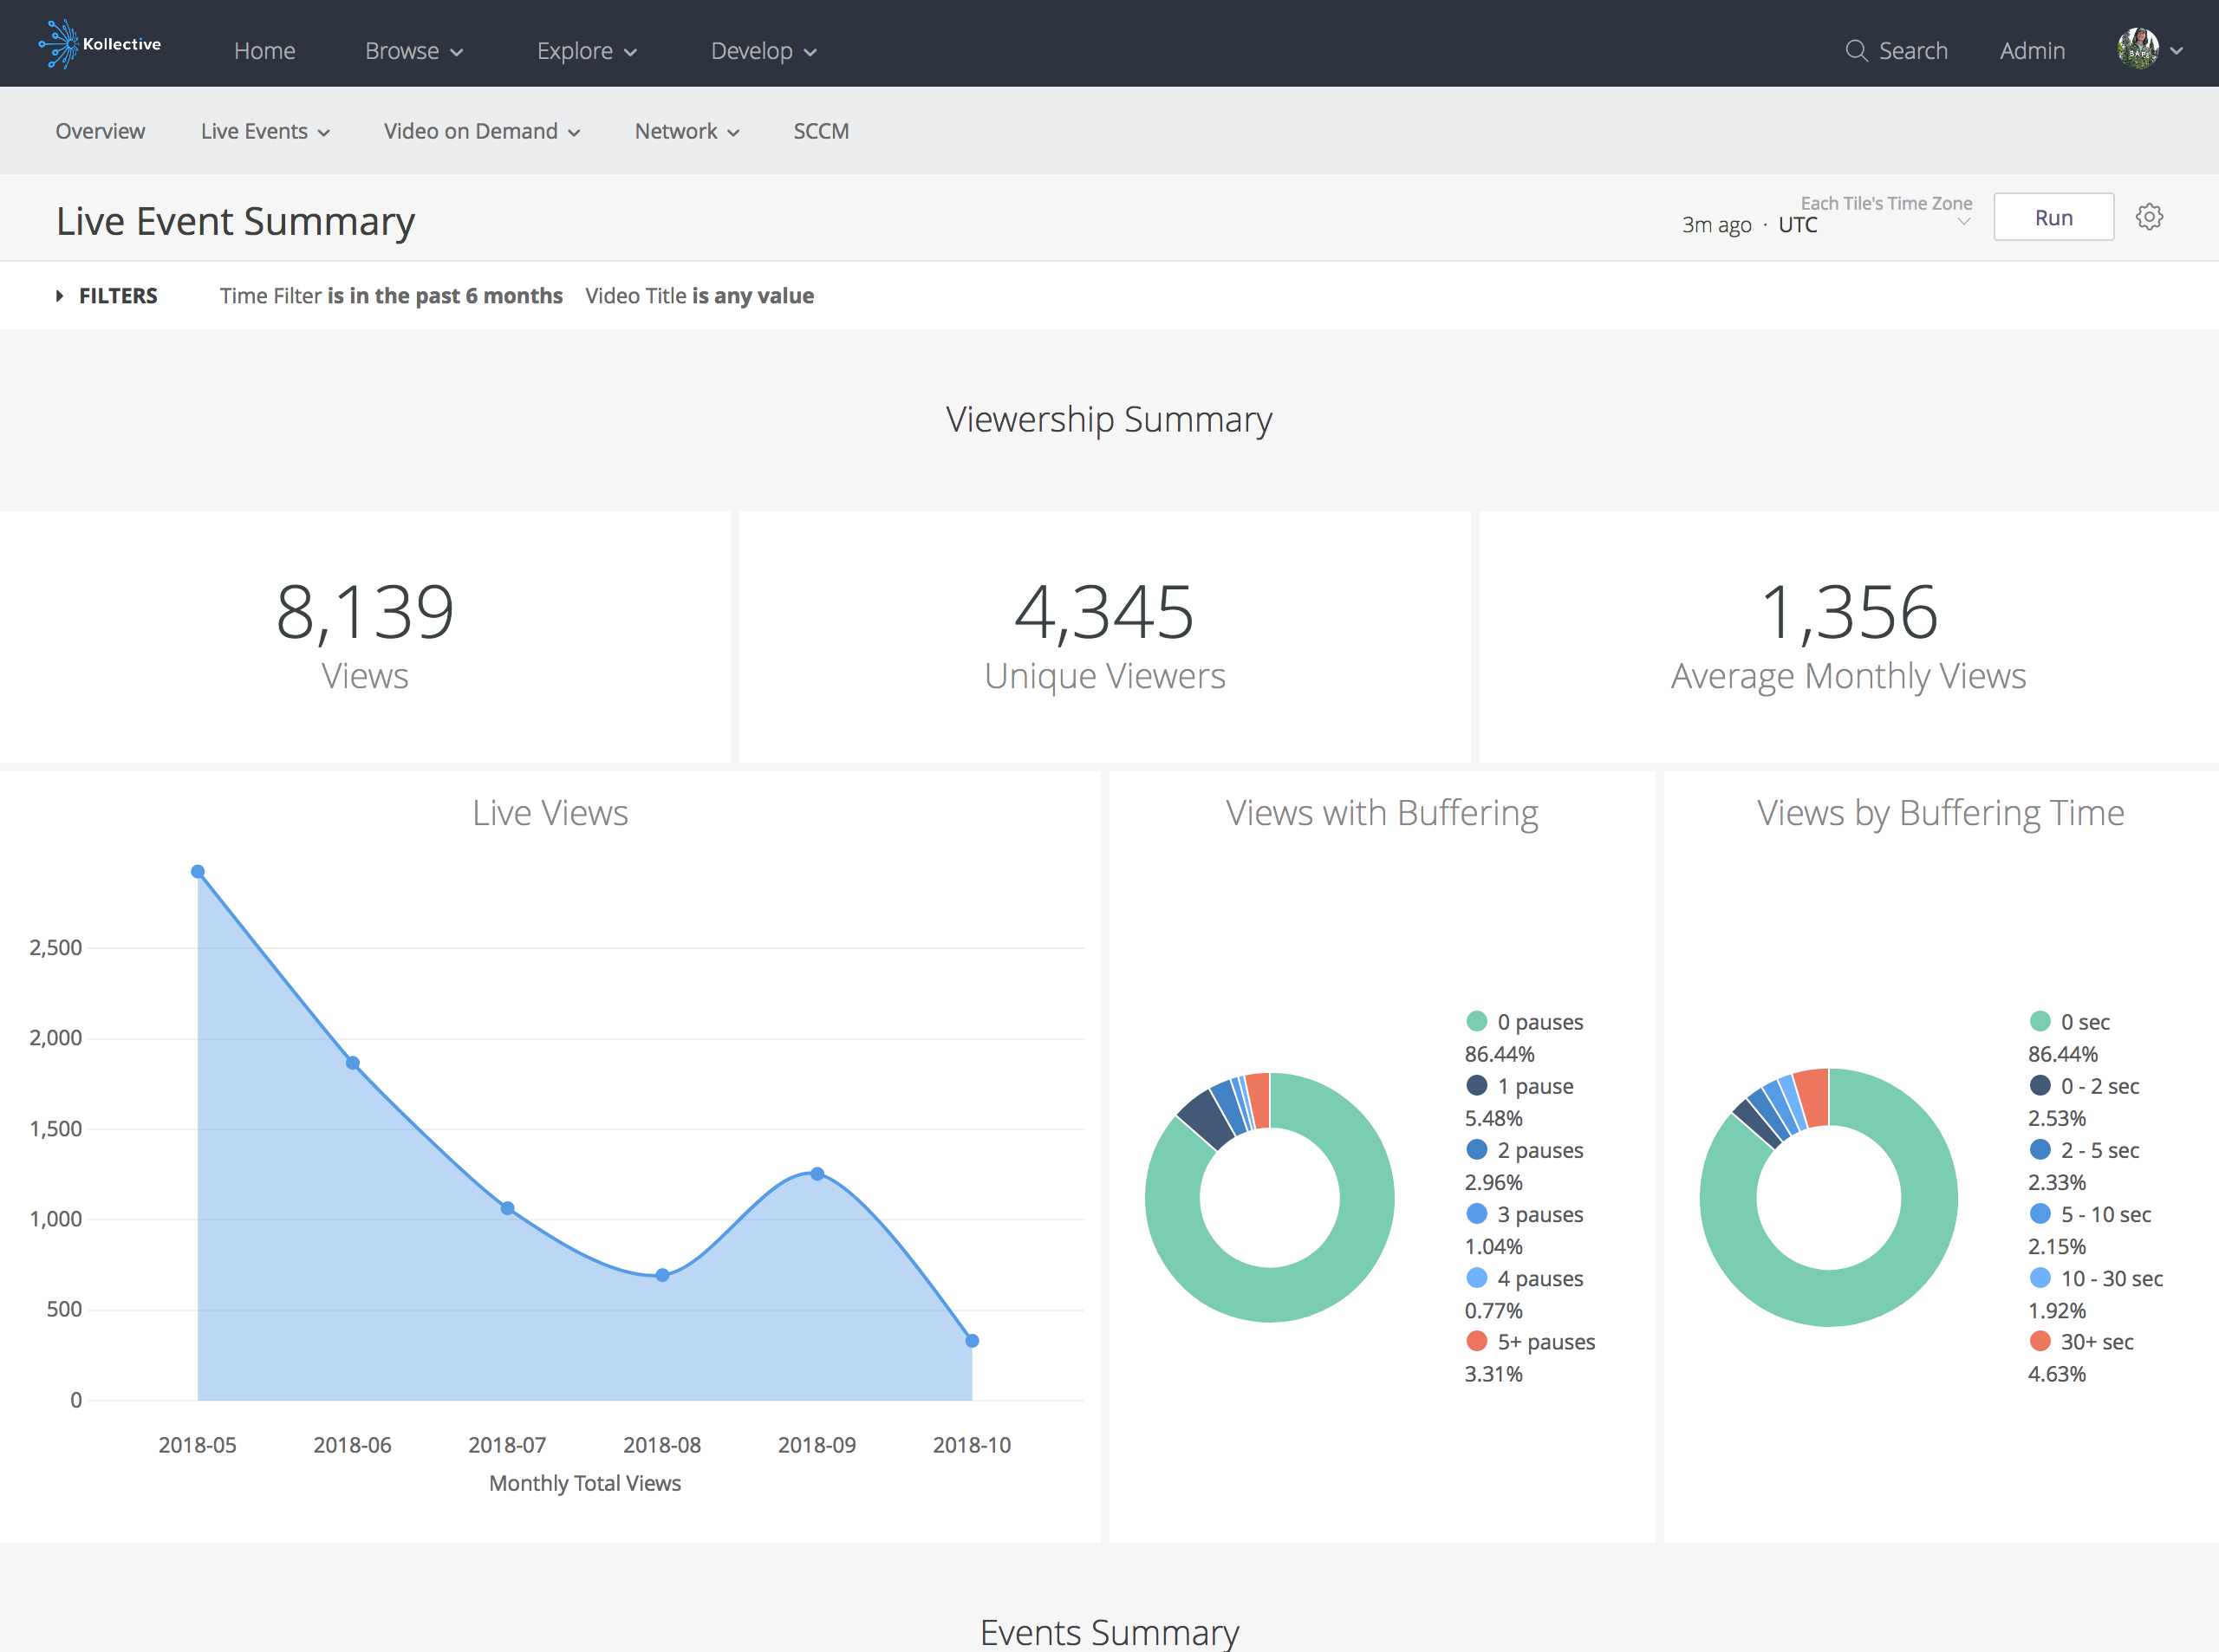 Kollective
Home
Browse
Explore
Develop
Search
Admin
Overview
Live Events
Video on Demand
Network
SCCM
Live Event Summary
Each Tile's Time Zone
3m ago · UTC
Run
FILTERS
Time Filter is in the past 6 months
Video Title is any value
Viewership Summary
8,139
Views
4,345
Unique Viewers
1,356
Average Monthly Views
Live Views
2,500
2,000
1,500
1,000
500
0
2018-05
2018-06
2018-07
2018-08
2018-09
2018-10
Monthly Total Views
Views with Buffering
0 pauses
86.44%
1 pause
5.48%
2 pauses
2.96%
3 pauses
1.04%
4 pauses
0.77%
5+ pauses
3.31%
Views by Buffering Time
0 sec
86.44%
0 - 2 sec
2.53%
2 - 5 sec
2.33%
5 - 10 sec
2.15%
10 - 30 sec
1.92%
30+ sec
4.63%
Events Summary